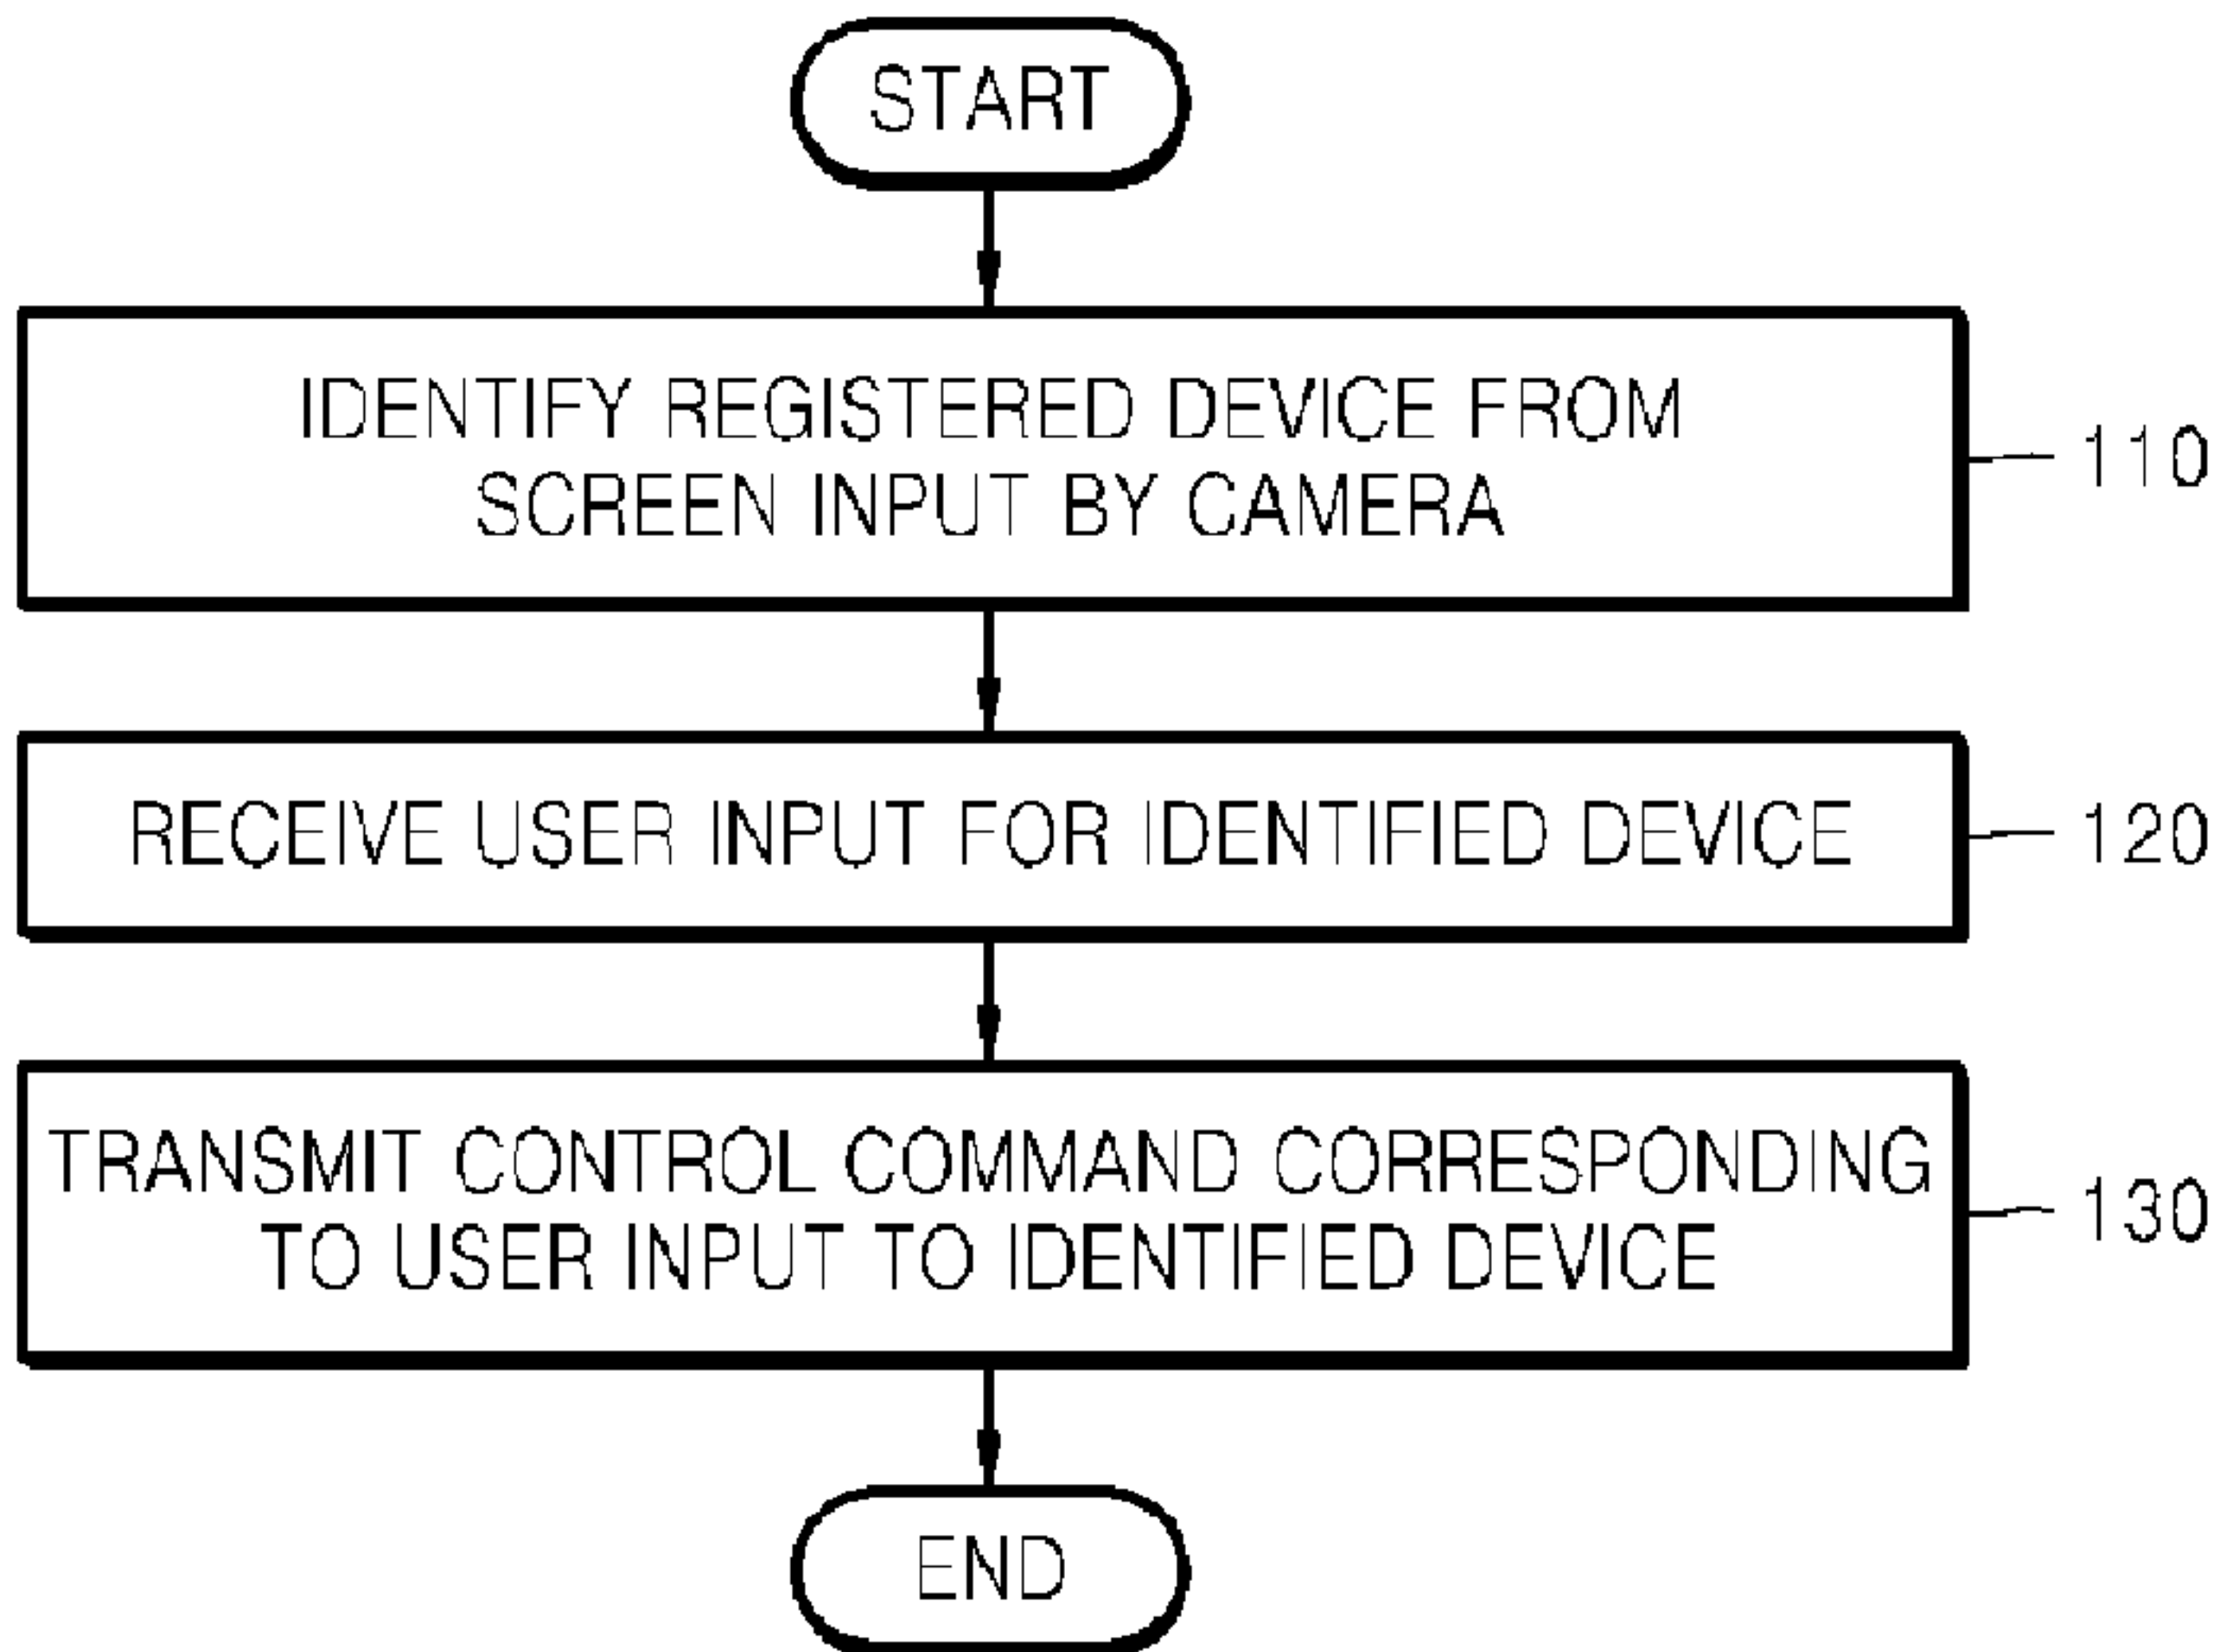 START
IDENTIFY REGISTERED DEVICE FROM
SCREEN INPUT BY CAMERA
110
RECEIVE USER INPUT FOR IDENTIFIED DEVICE
120
TRANSMIT CONTROL COMMAND CORRESPONDING
TO USER INPUT TO IDENTIFIED DEVICE
130
END